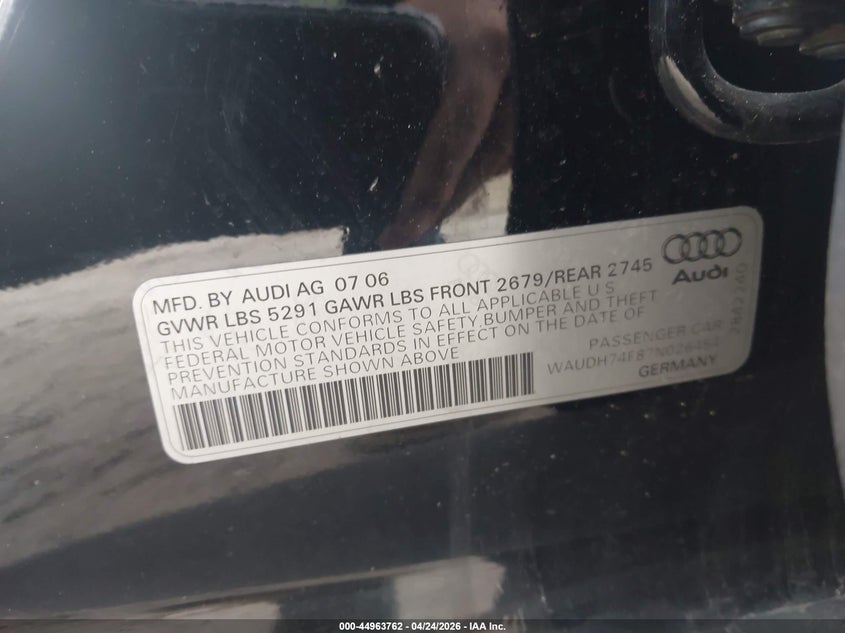 MFD. BY AUDI AG 07 06
GVWR LBS 5291 GAWR LBS FRONT 2679/REAR 2745
THIS VEHICLE CONFORMS TO ALL APPLICABLE U S
FEDERAL MOTOR VEHICLE SAFETY, BUMPER AND THEFT
PREVENTION STANDARDS IN EFFECT ON THE DATE OF
MANUFACTURE SHOWN ABOVE
Audi
PASSENGER CAR
WAUDH74F87N026464
GERMANY
000-44963762 - 04/24/2026 - IAA Inc.